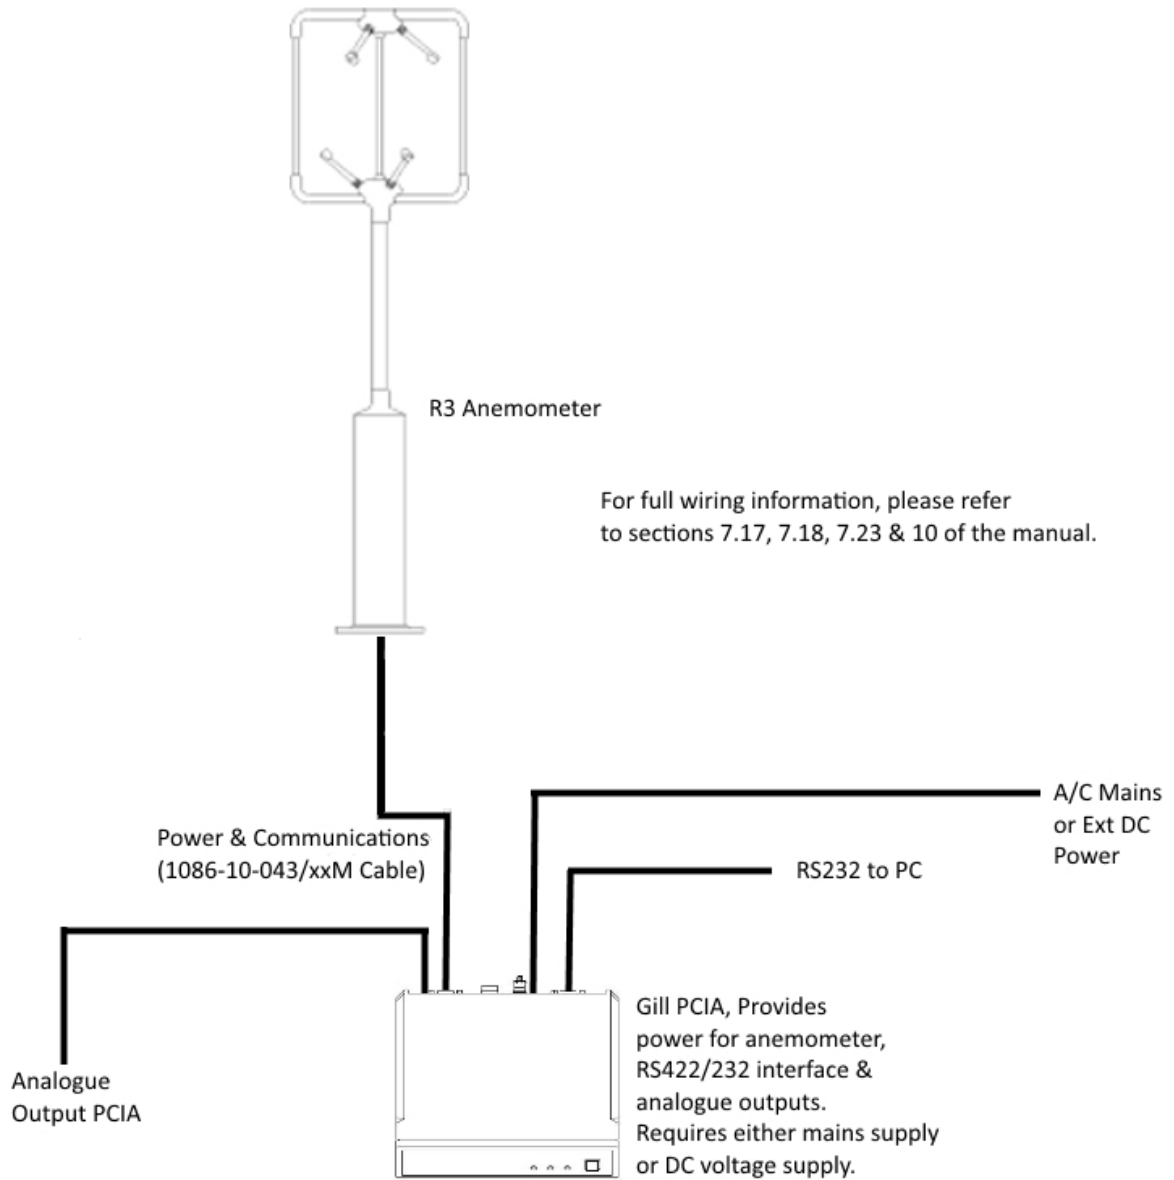 R3 Anemometer
For full wiring information, please refer
to sections 7.17, 7.18, 7.23 & 10 of the manual.
A/C Mains
or Ext DC
Power
Power & Communications
(1086-10-043/xxM Cable)
RS232 to PC
Gill PCIA, Provides
power for anemometer,
RS422/232 interface &
analogue outputs.
Requires either mains supply
or DC voltage supply.
Analogue
Output PCIA